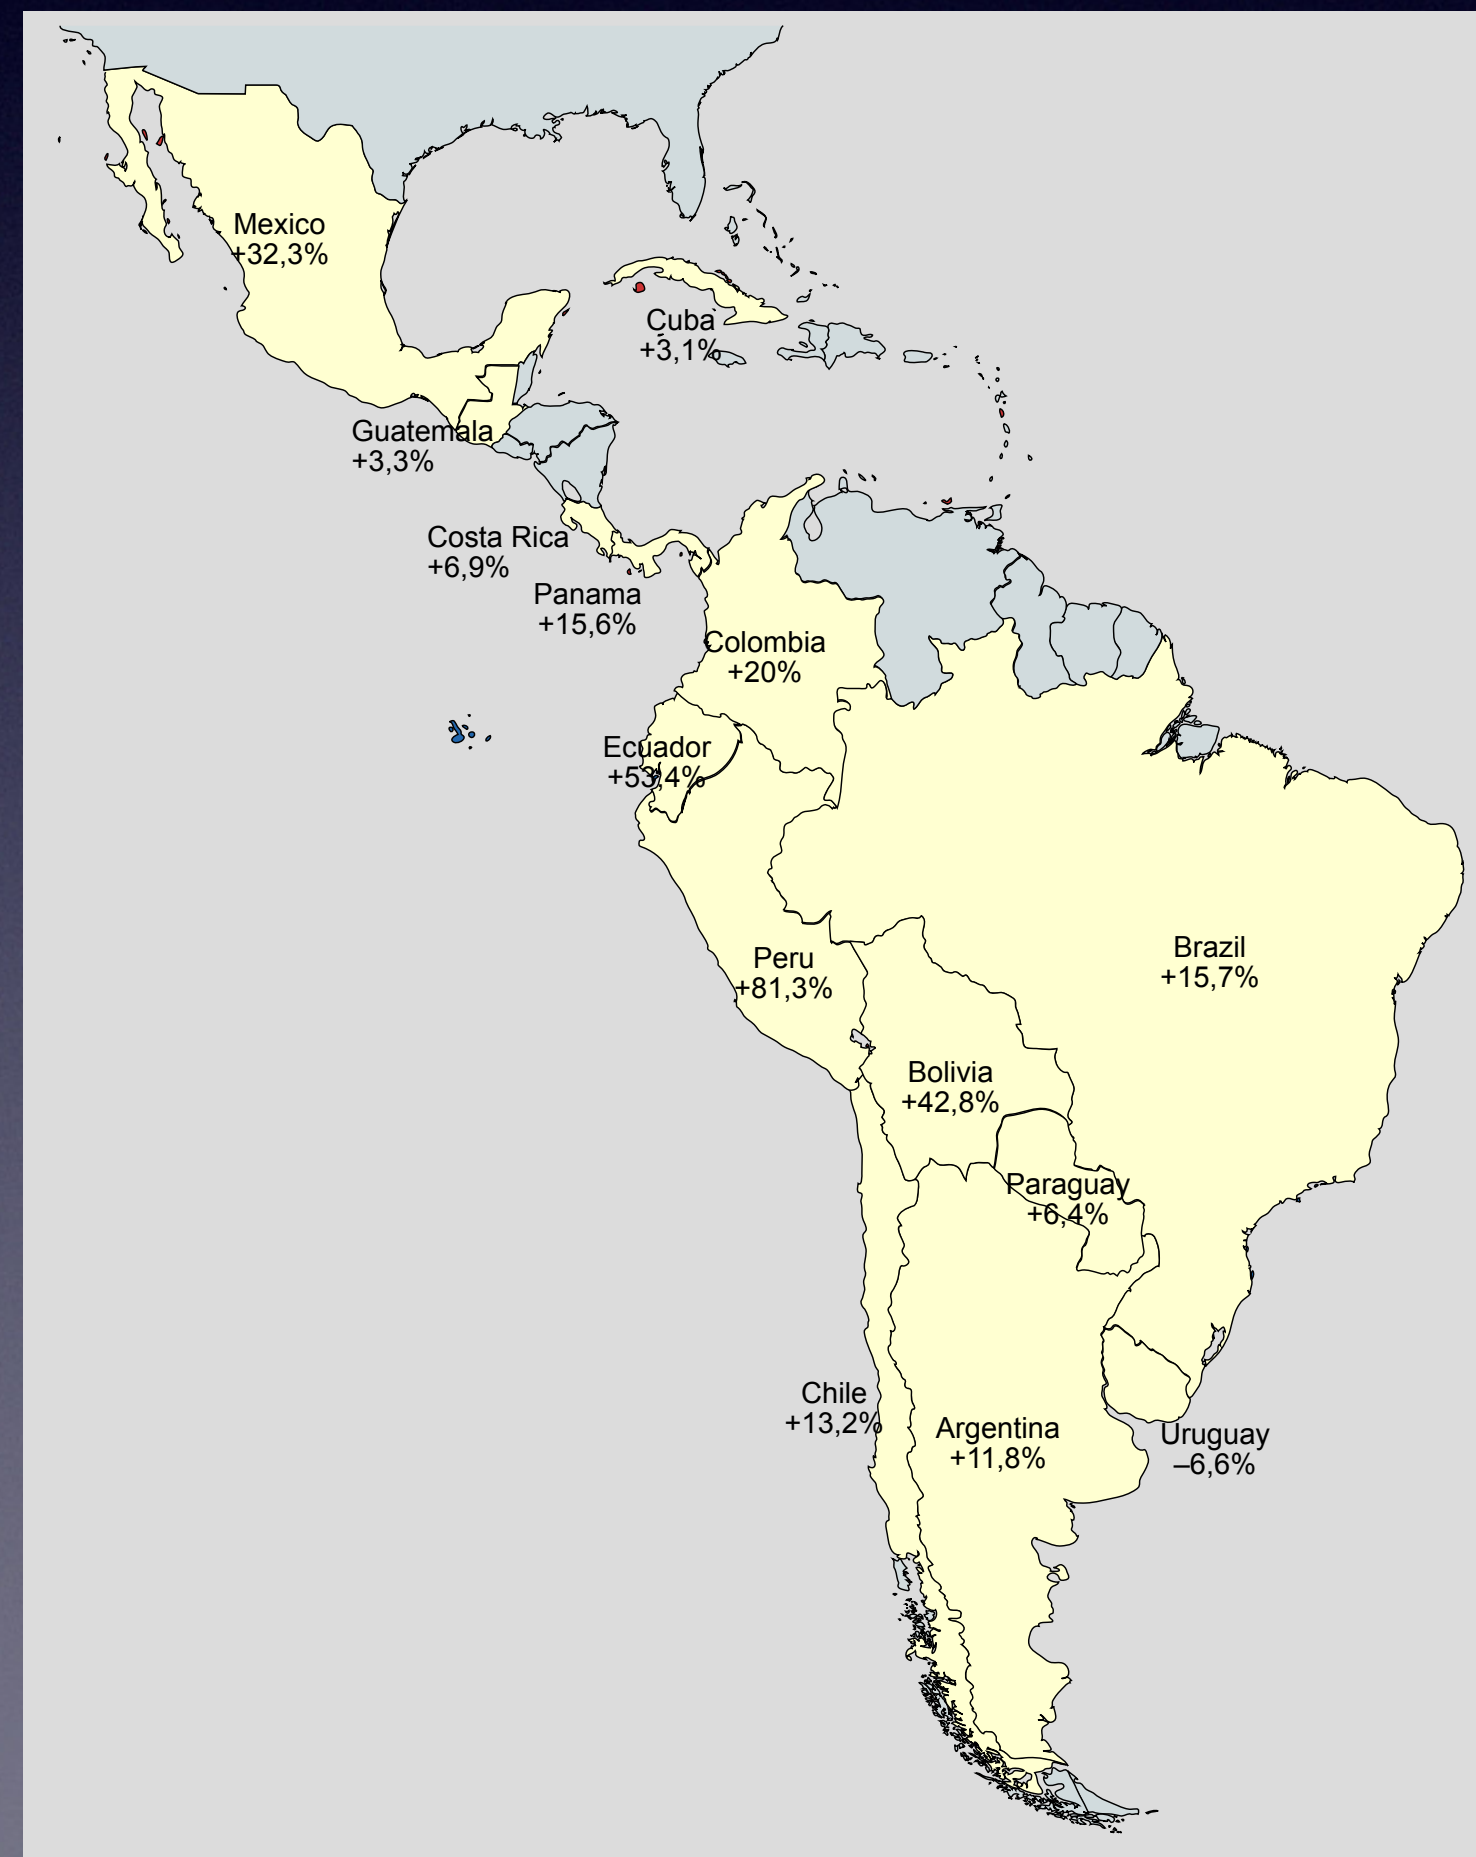 Mexico
+32,3%
Cuba
+3,1%
Guatemala
+3,3%
Costa Rica
+6,9%
Panama
+15,6%
Colombia
+20%
Ecuador
+53,4%
Peru
+81,3%
Brazil
+15,7%
Bolivia
+42,8%
Paraguay
+6,4%
Chile
+13,2%
Argentina
+11,8%
Uruguay
–6,6%